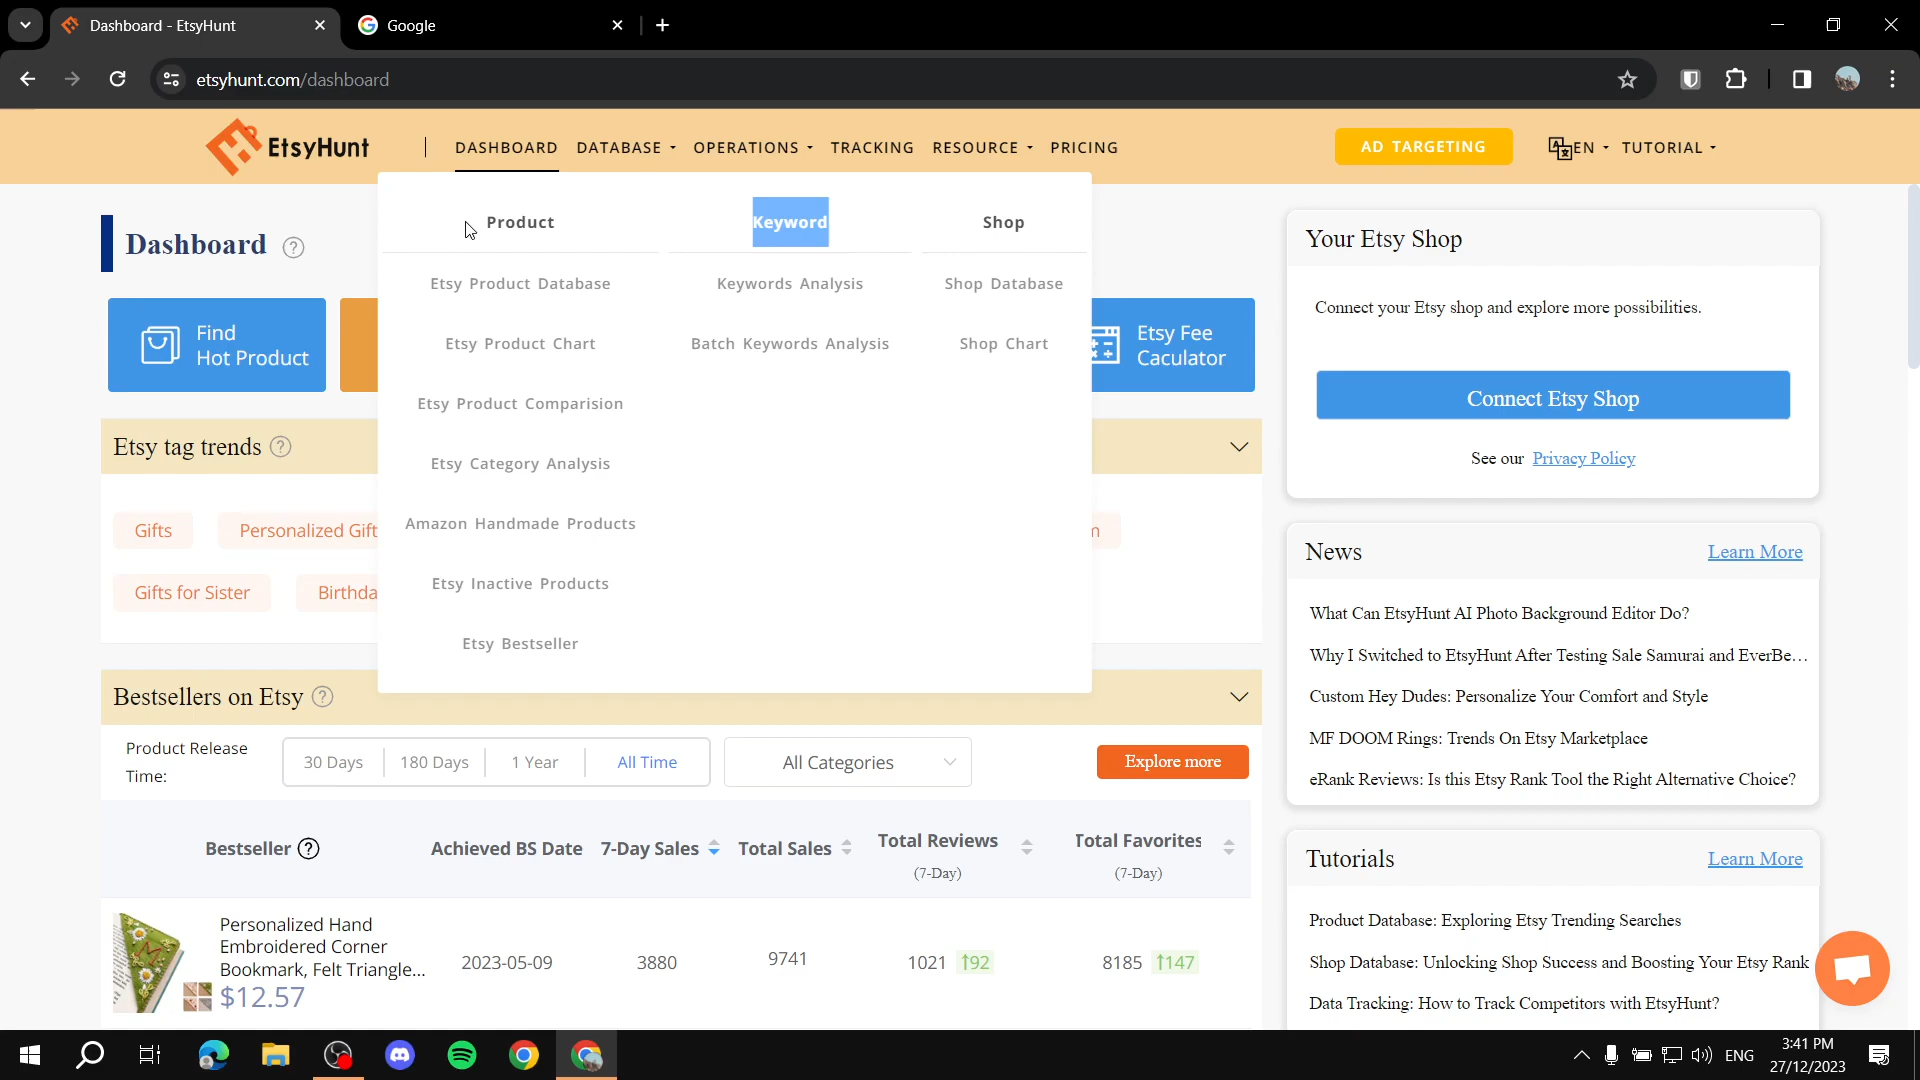 Dashboard - EtsyHunt
Google
etsyhunt.com/dashboard
EtsyHunt
DASHBOARD DATABASE OPERATIONS TRACKING RESOURCE PRICING
AD TARGETING
EN TUTORIAL
Dashboard
Product
Keyword
Shop
Etsy Product Database
Keywords Analysis
Shop Database
Etsy Product Chart
Batch Keywords Analysis
Shop Chart
Etsy Product Comparision
Etsy Category Analysis
Amazon Handmade Products
Etsy Inactive Products
Etsy Bestseller
Find
Hot Product
Etsy Fee
Caculator
Etsy tag trends
Gifts
Personalized Gift
Gifts for Sister
Birthda
Bestsellers on Etsy
Product Release
Time:
30 Days
180 Days
1 Year
All Time
All Categories
Explore more
Bestseller
Achieved BS Date
7-Day Sales
Total Sales
Total Reviews
(7-Day)
Total Favorites
(7-Day)
Personalized Hand
Embroidered Corner
Bookmark, Felt Triangle...
$12.57
2023-05-09
3880
9741
1021 ↑92
8185 ↑147
Your Etsy Shop
Connect your Etsy shop and explore more possibilities.
Connect Etsy Shop
See our Privacy Policy
News
Learn More
What Can EtsyHunt AI Photo Background Editor Do?
Why I Switched to EtsyHunt After Testing Sale Samurai and EverBe...
Custom Hey Dudes: Personalize Your Comfort and Style
MF DOOM Rings: Trends On Etsy Marketplace
eRank Reviews: Is this Etsy Rank Tool the Right Alternative Choice?
Tutorials
Learn More
Product Database: Exploring Etsy Trending Searches
Shop Database: Unlocking Shop Success and Boosting Your Etsy Rank
Data Tracking: How to Track Competitors with EtsyHunt?
ENG
3:41 PM
27/12/2023